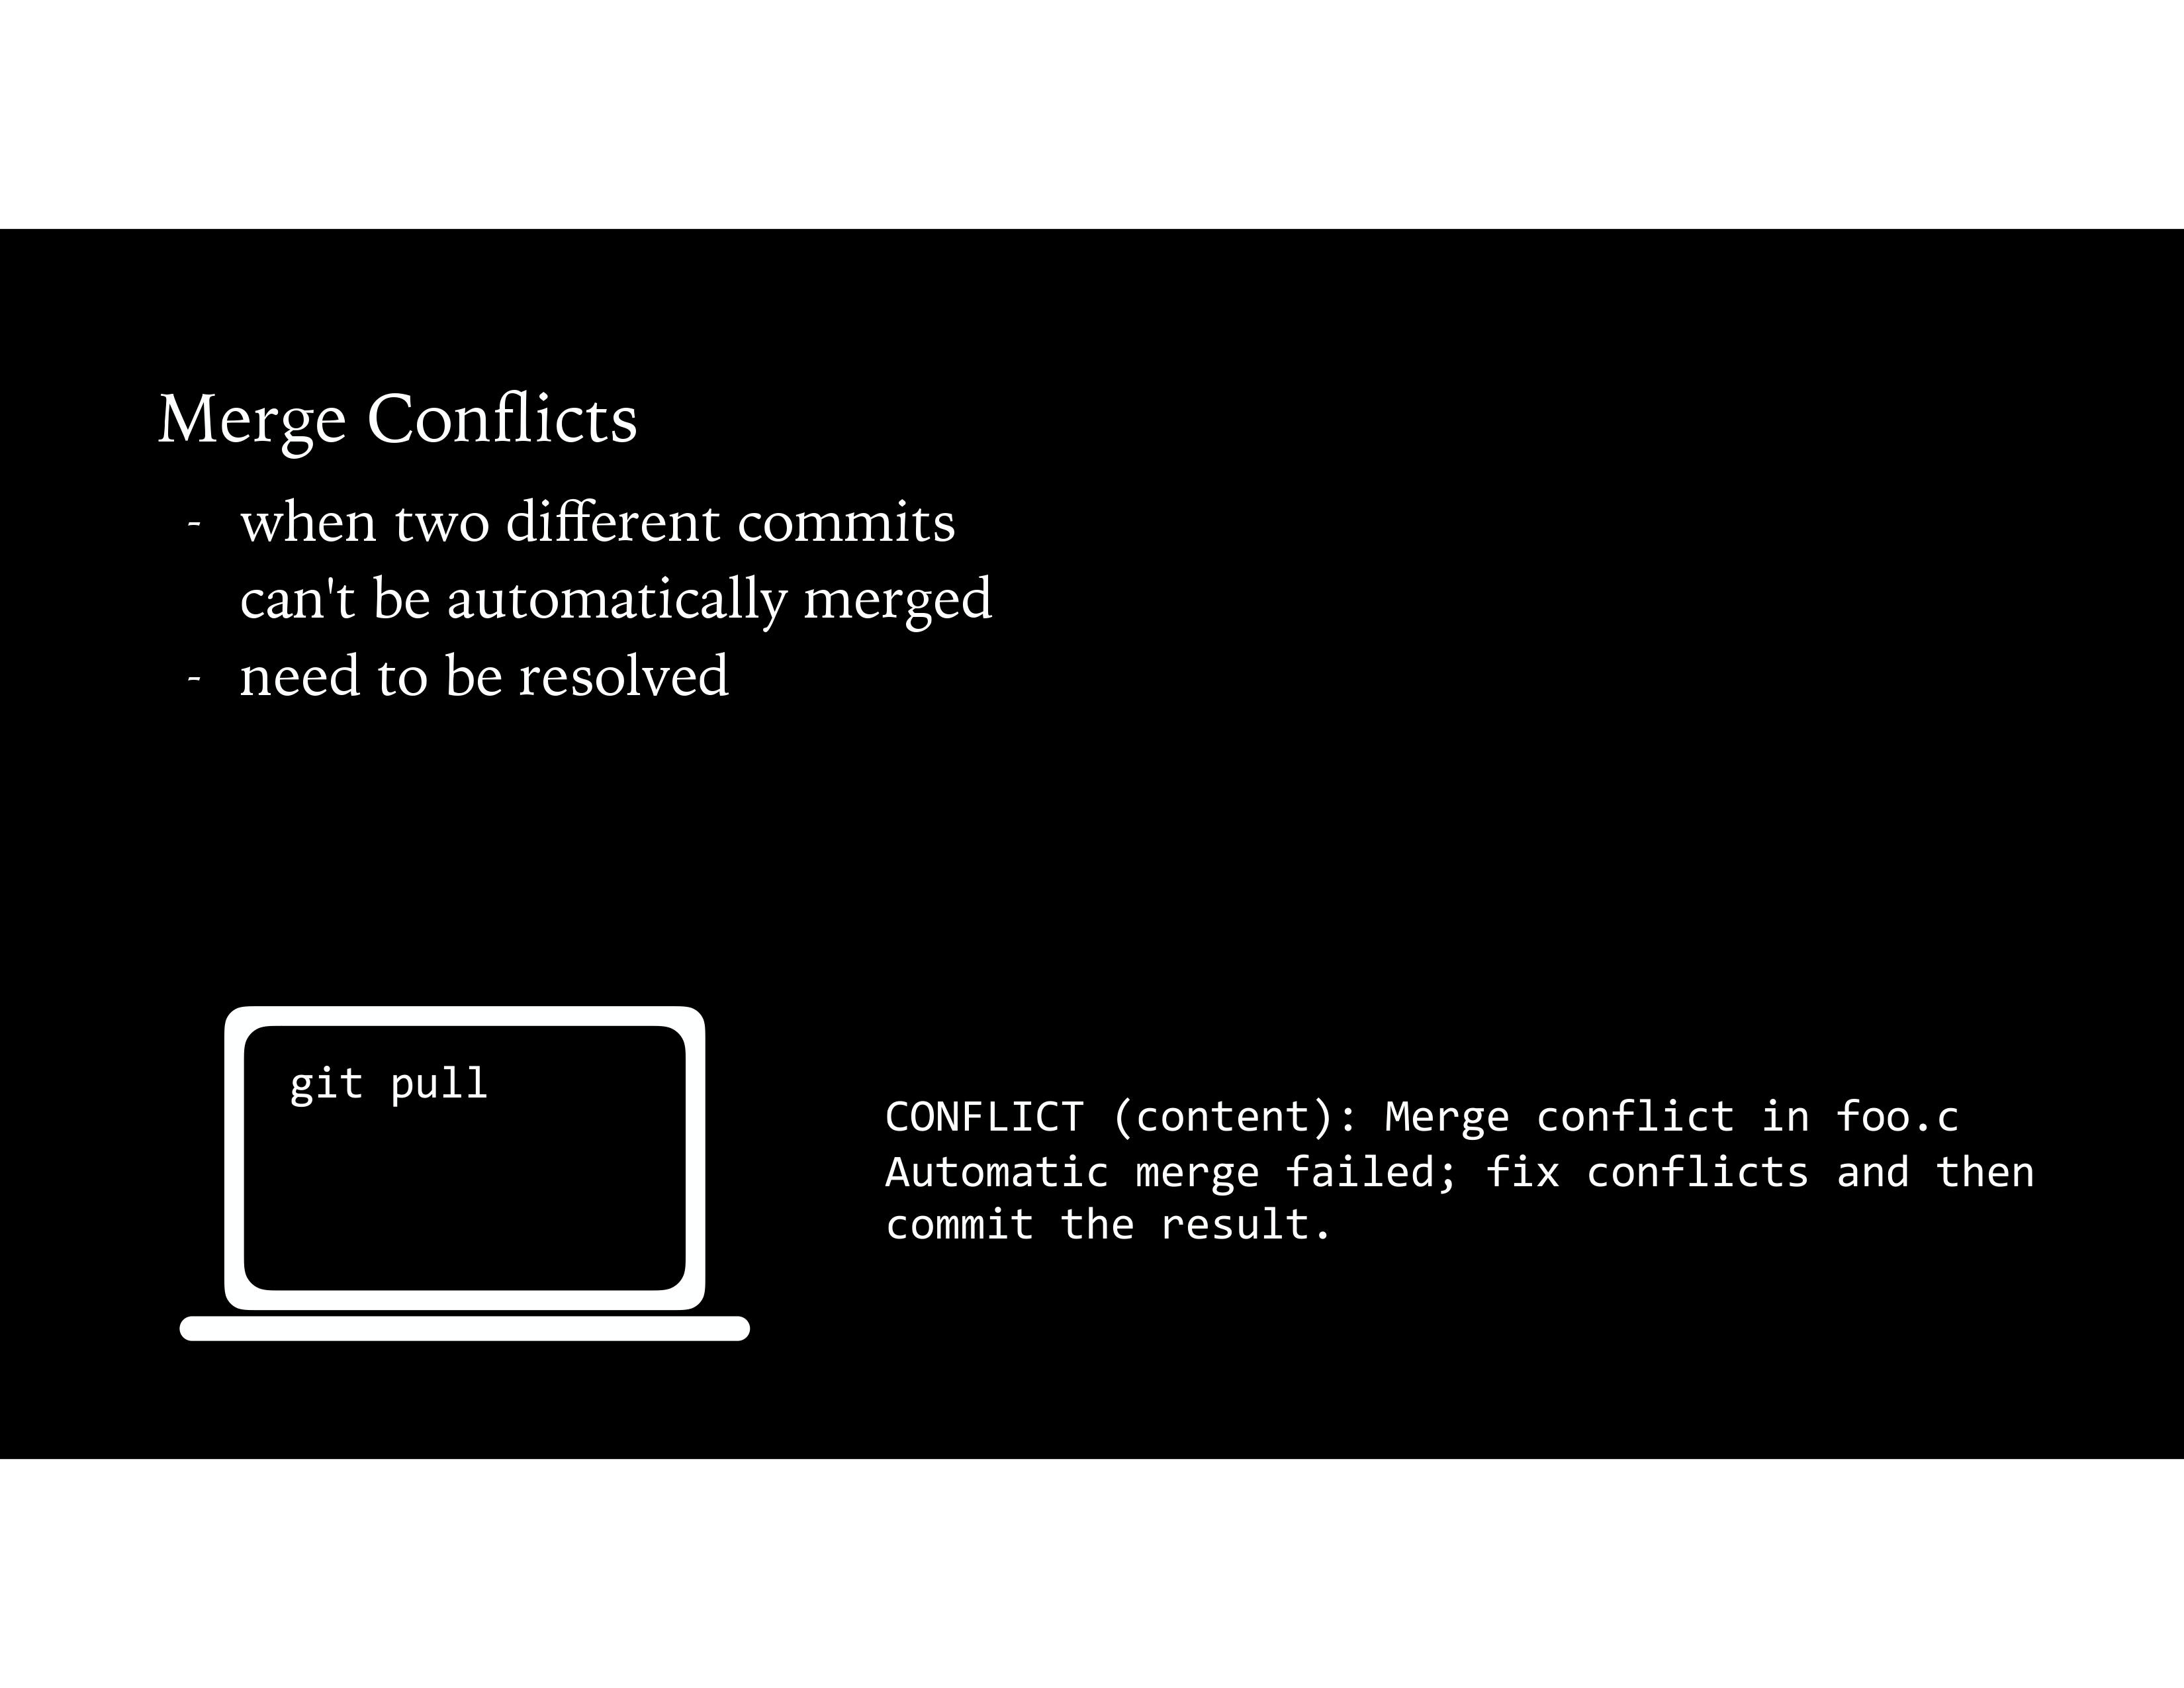 Merge Conflicts
- when two different commits
can't be automatically merged
- need to be resolved
git pull
CONFLICT (content): Merge conflict in foo.c
Automatic merge failed; fix conflicts and then
commit the result.